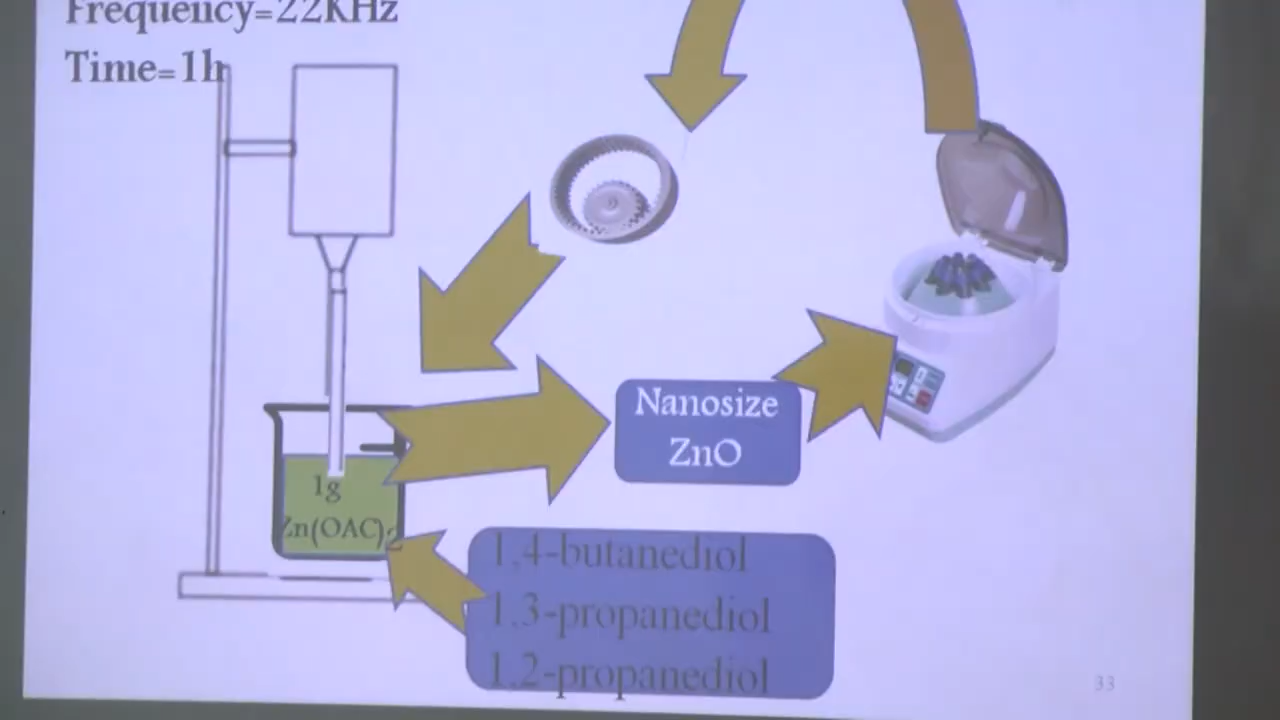 Frequency=22KHz
Time=1h
Nanosize
ZnO
1g
Zn(OAC)2
1,4-butanediol
1,3-propanediol
1,2-propanediol
33